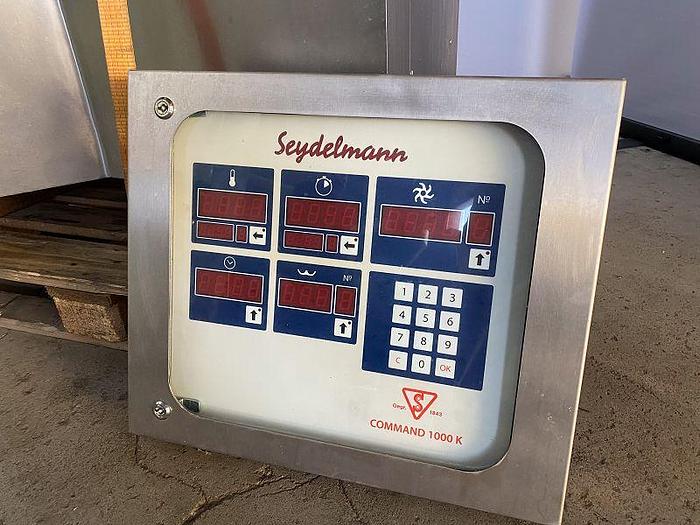 Seydelmann
Nº
Nº
1 2 3
4 5 6
7 8 9
C 0 OK
S
Gegr. 1843
COMMAND 1000 K